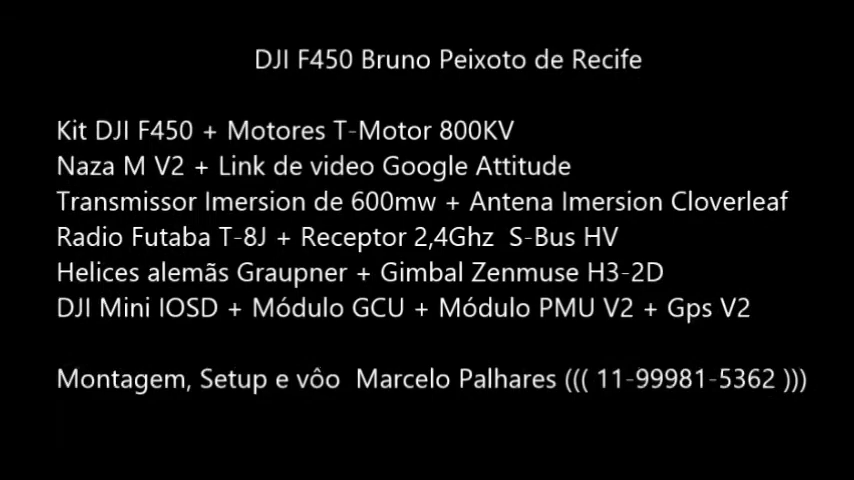 DJI F450 Bruno Peixoto de Recife
Kit DJI F450 + Motores T-Motor 800KV
Naza M V2 + Link de video Google Attitude
Transmissor Imersion de 600mw + Antena Imersion Cloverleaf
Radio Futaba T-8J + Receptor 2,4Ghz  S-Bus HV
Helices alemãs Graupner + Gimbal Zenmuse H3-2D
DJI Mini IOSD + Módulo GCU + Módulo PMU V2 + Gps V2
Montagem, Setup e vôo  Marcelo Palhares ((( 11-99981-5362 )))